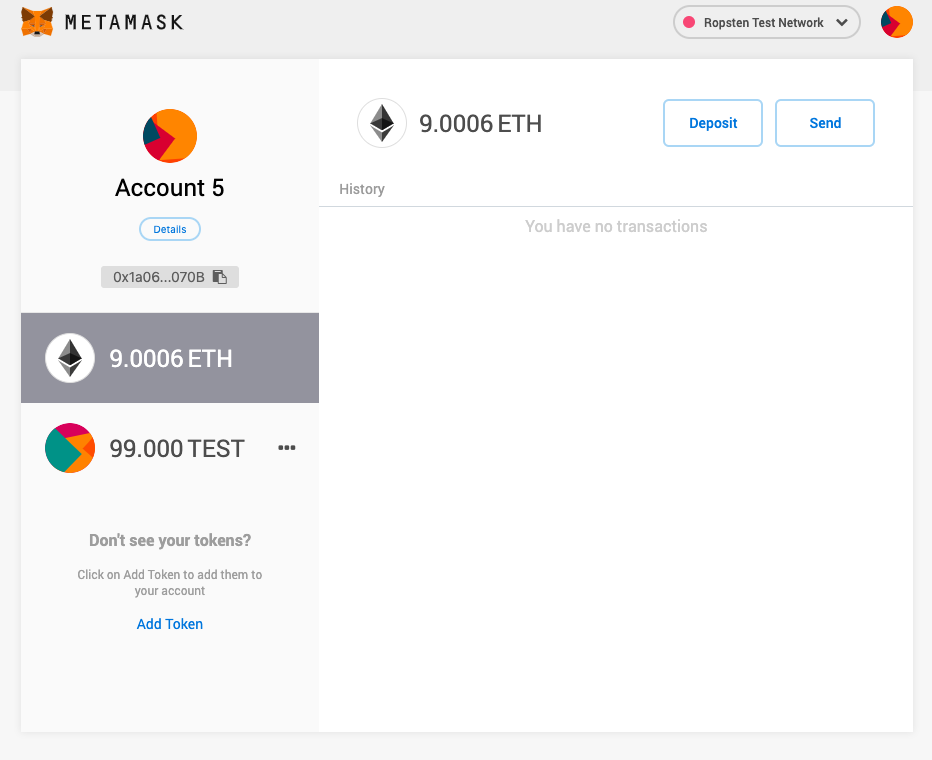 METAMASK
Ropsten Test Network
Account 5
Details
0x1a06...070B
9.0006 ETH
99.000 TEST
Don't see your tokens?
Click on Add Token to add them to
your account
Add Token
9.0006 ETH
Deposit
Send
History
You have no transactions